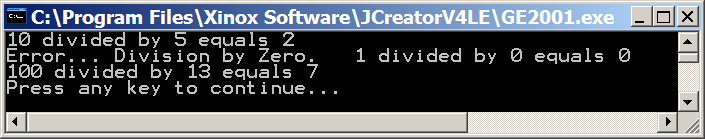 C:\Program Files\Xinox Software\JCreatorV4LE\GE2001.exe
10 divided by 5 equals 2
Error... Division by Zero.   1 divided by 0 equals 0
100 divided by 13 equals 7
Press any key to continue...